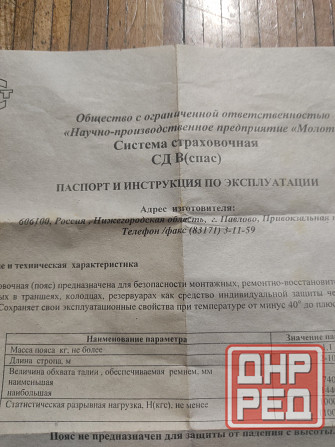 Общество с ограниченной ответственностью
«Научно-производственное предприятие «Молот
Система страховочная
СД В(спас)
ПАСПОРТ И ИНСТРУКЦИЯ ПО ЭКСПЛУАТАЦИИ
Адрес изготовителя:
606100, Россия , Нижегородская область, г. Павлово, Привокзальная
Телефон /факс (83171) 3-11-59
е и техническая характеристика
овочная (пояс) предназначена для безопасности монтажных, ремонтно-восстановит
ых в траншеях, колодцах, резервуарах как средство индивидуальной защиты че
Сохраняет свои эксплуатационные свойства при температуре от минус 40° до плюс
Наименование параметра Значение па
Масса пояса кг, не более
Длина строп, м
Величина обхвата талии , обеспечиваемая ремнем, мм
наименьшая
наибольшая
Статистическая разрывная нагрузка, Н(кгс), не менее
Пояс не предназначен для защиты от падения с высоты
ДНР
РЕД